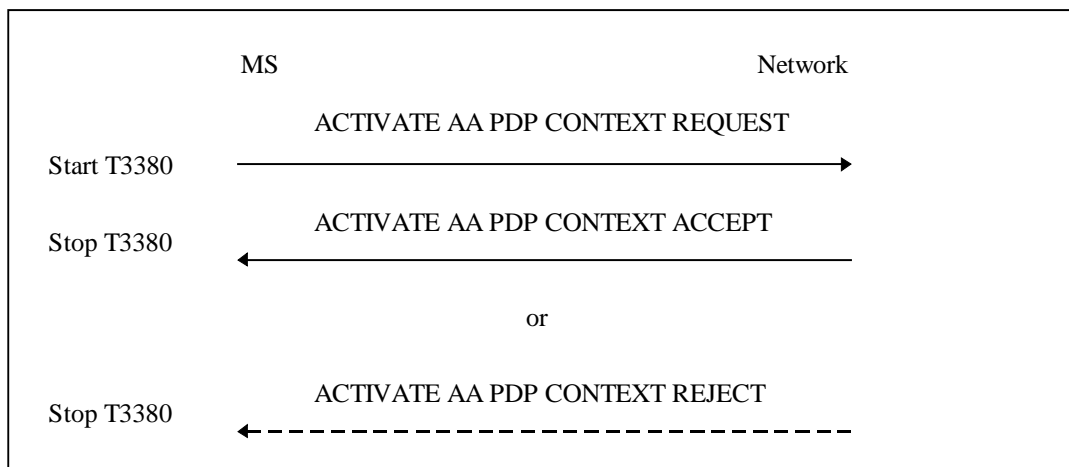 MS Network
ACTIVATE AA PDP CONTEXT REQUEST
Start T3380
ACTIVATE AA PDP CONTEXT ACCEPT
Stop T3380
or
ACTIVATE AA PDP CONTEXT REJECT
Stop T3380